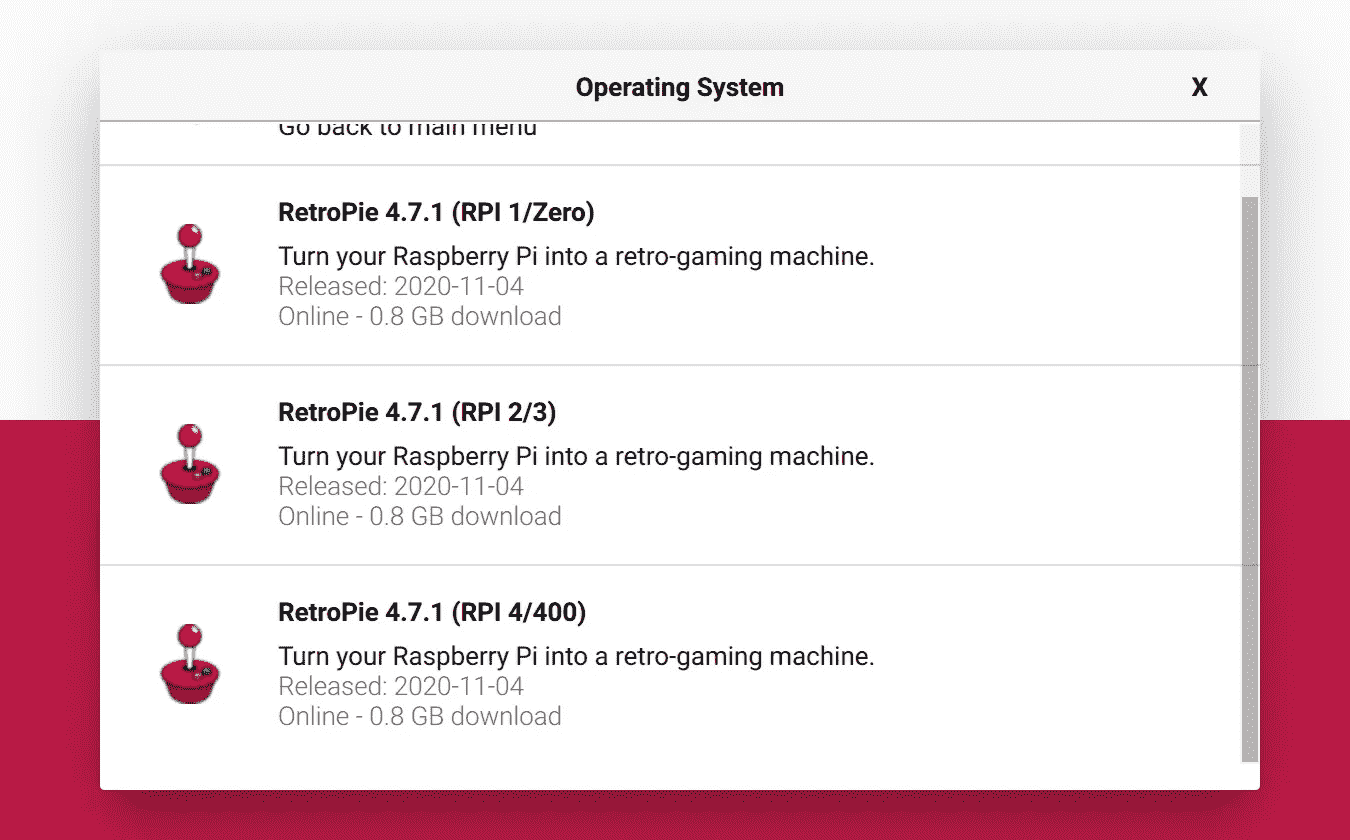 Operating System
X
Go back to main menu
RetroPie 4.7.1 (RPI 1/Zero)
Turn your Raspberry Pi into a retro-gaming machine.
Released: 2020-11-04
Online - 0.8 GB download
RetroPie 4.7.1 (RPI 2/3)
Turn your Raspberry Pi into a retro-gaming machine.
Released: 2020-11-04
Online - 0.8 GB download
RetroPie 4.7.1 (RPI 4/400)
Turn your Raspberry Pi into a retro-gaming machine.
Released: 2020-11-04
Online - 0.8 GB download